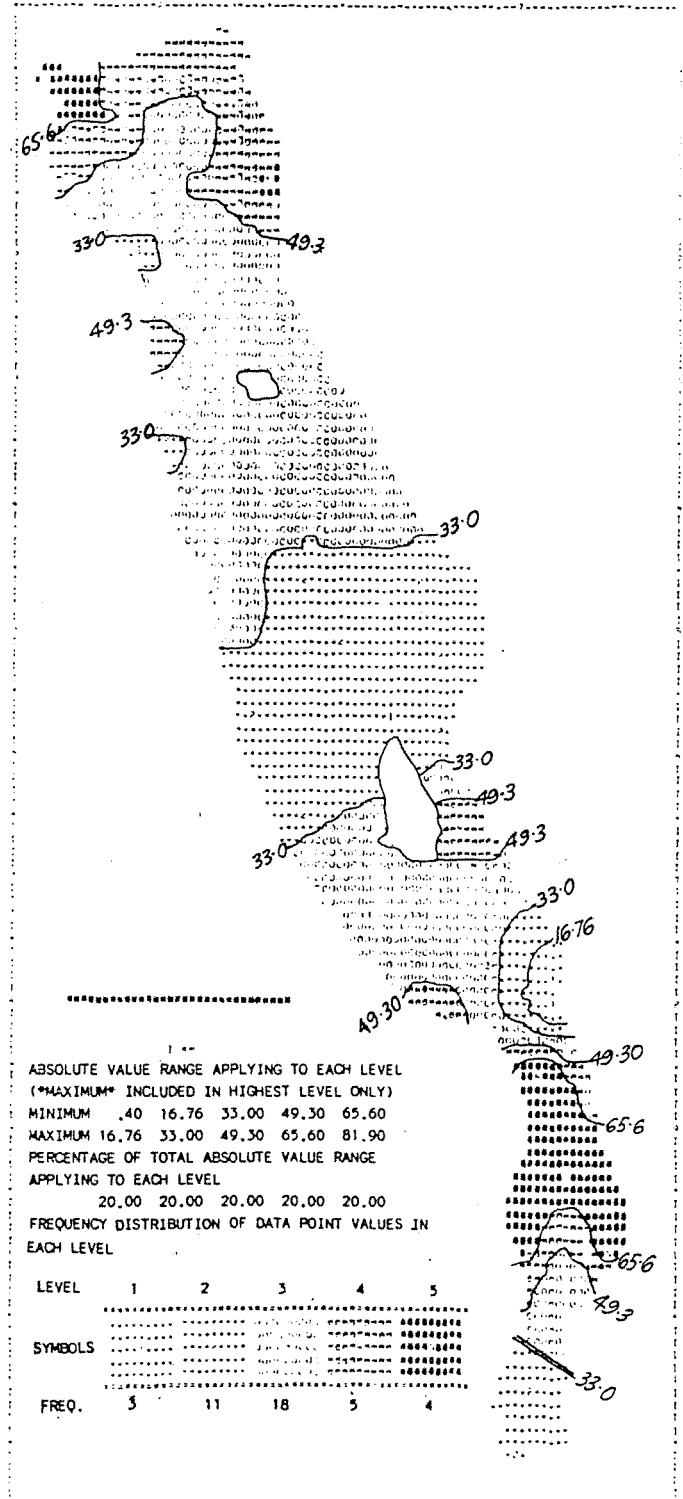 65.6
33.0
49.3
49.3
33.0
33.0
33.0
49.3
33.0
49.3
33.0
16.76
49.30
49.30
65.6
ABSOLUTE VALUE RANGE APPLYING TO EACH LEVEL
(*MAXIMUM* INCLUDED IN HIGHEST LEVEL ONLY)
MINIMUM .40 16.76 33.00 49.30 65.60
MAXIMUM 16.76 33.00 49.30 65.60 81.90
PERCENTAGE OF TOTAL ABSOLUTE VALUE RANGE
APPLYING TO EACH LEVEL
20.00 20.00 20.00 20.00 20.00
FREQUENCY DISTRIBUTION OF DATA POINT VALUES IN
EACH LEVEL
65.6
LEVEL 1 2 3 4 5
49.3
SYMBOLS
33.0
FREQ. 3 11 18 5 4